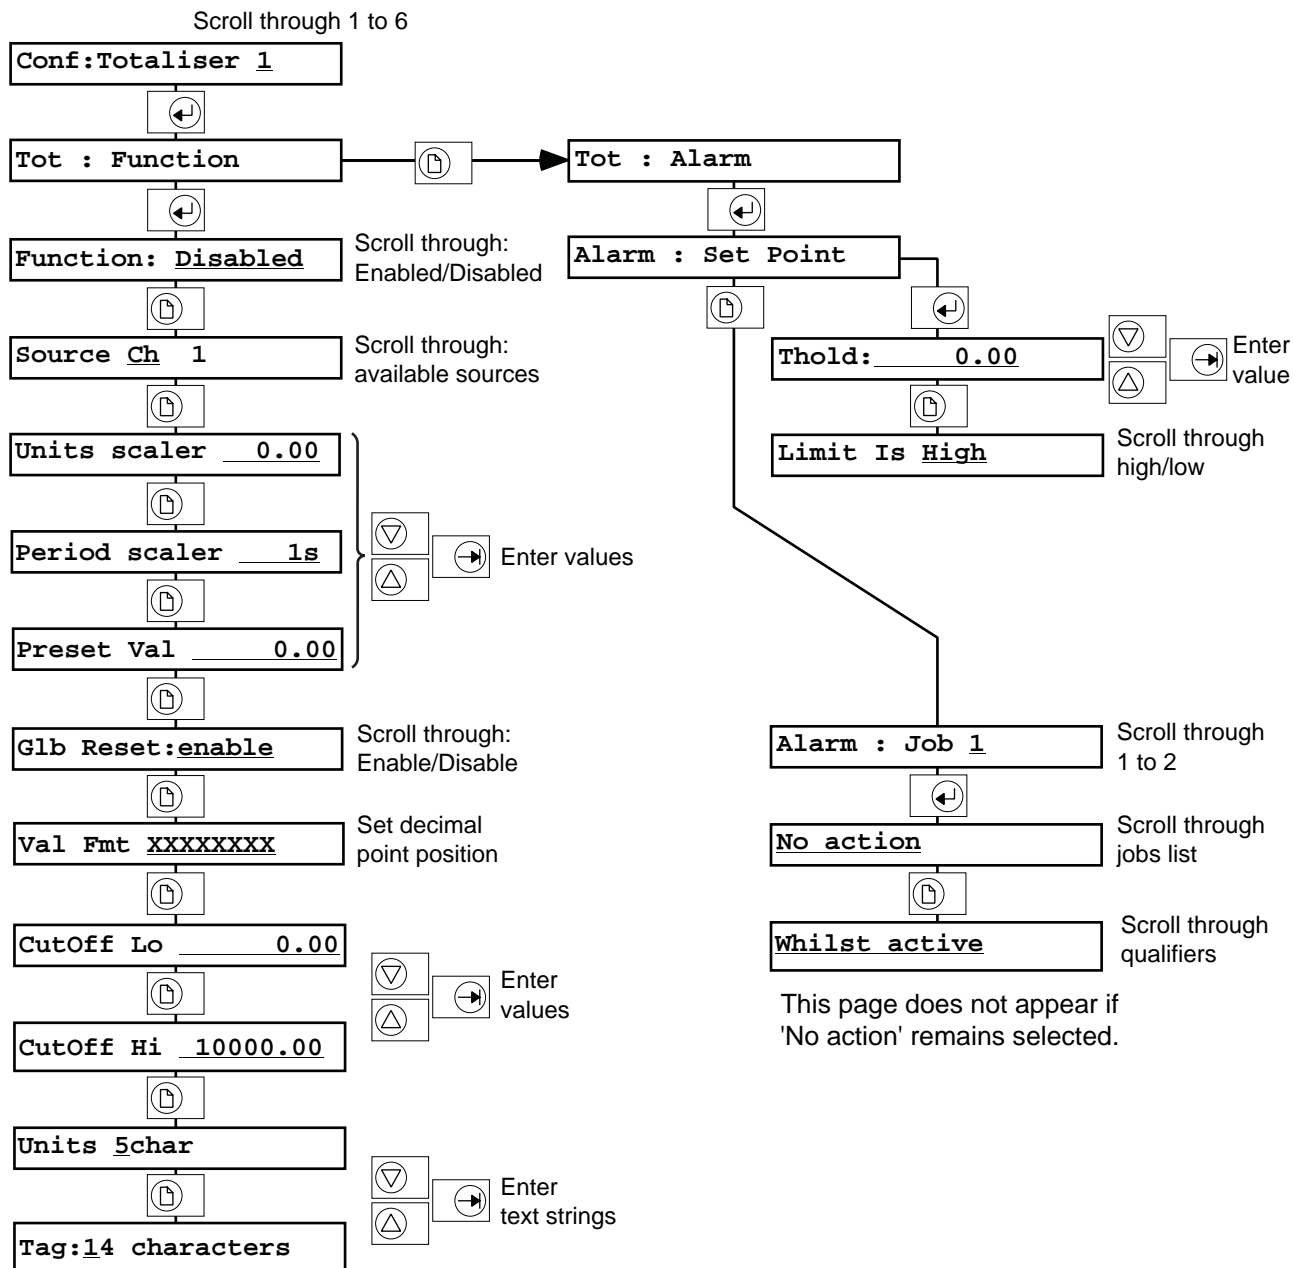 Scroll through 1 to 6
Conf:Totaliser 1
Tot : Function
Function: Disabled
Scroll through:
Enabled/Disabled
Source Ch 1
Scroll through:
available sources
Units scaler 0.00
Period scaler 1s
Preset Val 0.00
Enter values
Glb Reset:enable
Scroll through:
Enable/Disable
Val Fmt XXXXXXXX
Set decimal
point position
CutOff Lo 0.00
CutOff Hi 10000.00
Enter
values
Units 5char
Tag:14 characters
Enter
text strings
Tot : Alarm
Alarm : Set Point
Thold: 0.00
Enter
value
Limit Is High
Scroll through
high/low
Alarm : Job 1
Scroll through
1 to 2
No action
Scroll through
jobs list
Whilst active
Scroll through
qualifiers
This page does not appear if
'No action' remains selected.